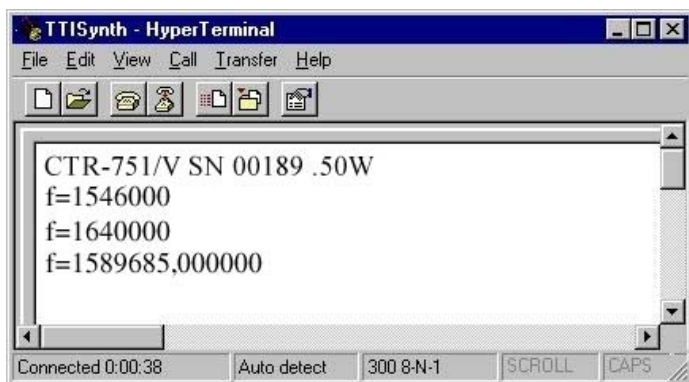 TTISynth - HyperTerminal
File Edit View Call Transfer Help
CTR-751/V SN 00189 .50W
f=1546000
f=1640000
f=1589685,000000
Connected 0:00:38 Auto detect 300 8-N-1 SCROLL CAPS